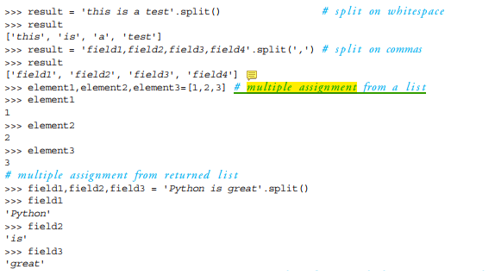 >>> result = 'this is a test'.split() # split on whitespace
>>> result
['this', 'is', 'a', 'test']
>>> result = 'field1,field2,field3,field4'.split(',') # split on commas
>>> result
['field1', 'field2', 'field3', 'field4']
>>> element1,element2,element3=[1,2,3] # multiple assignment from a list
>>> element1
1
>>> element2
2
>>> element3
3
# multiple assignment from returned list
>>> field1,field2,field3 = 'Python is great'.split()
>>> field1
'Python'
>>> field2
'is'
>>> field3
'great'